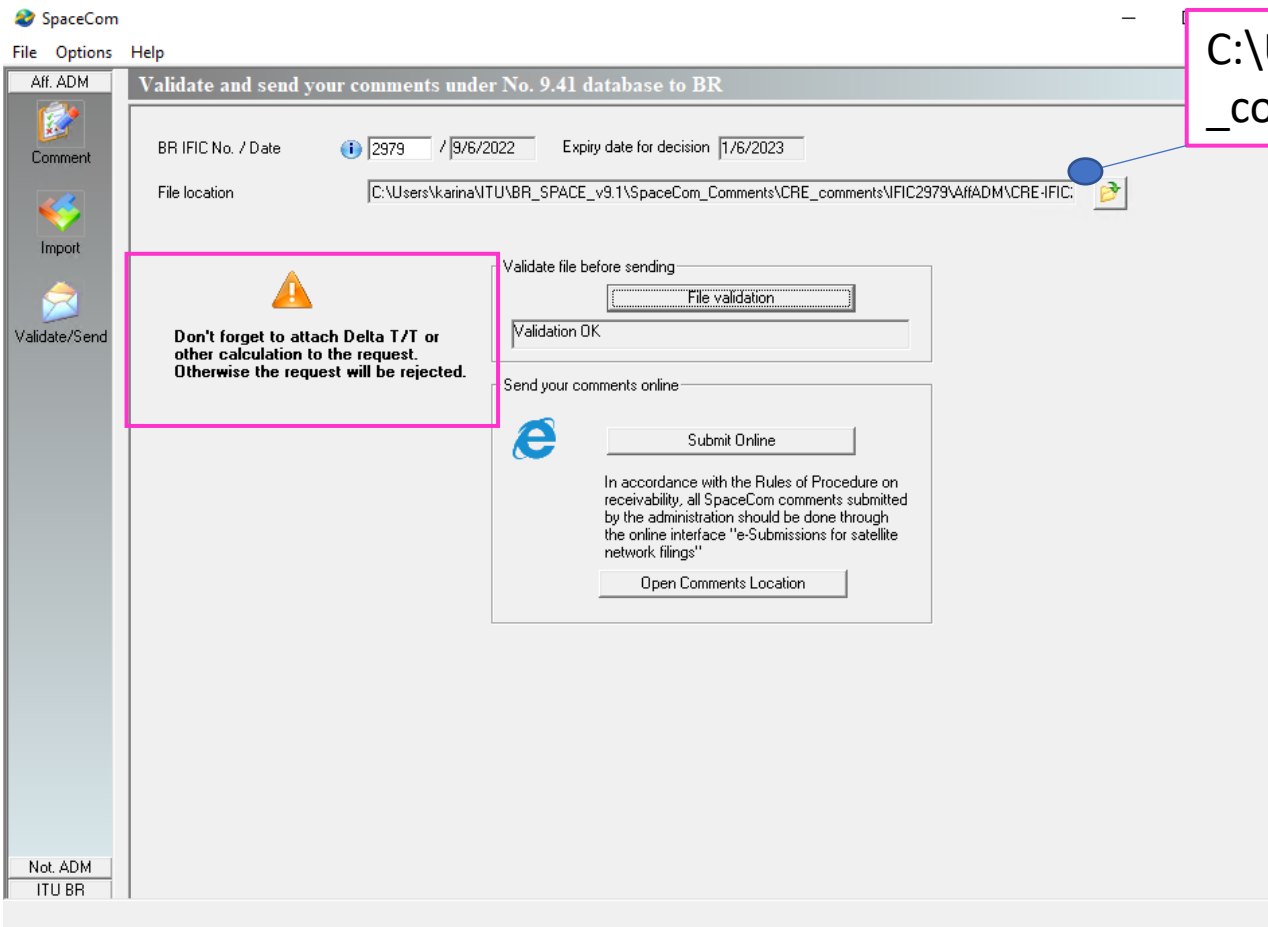 SpaceCom
File Options Help
C:\U
_co
Aff. ADM
Validate and send your comments under No. 9.41 database to BR
Comment
BR IFIC No. / Date 2979 / 9/6/2022 Expiry date for decision 1/6/2023
File location C:\Users\karina\ITU\BR_SPACE_v9.1\SpaceCom_Comments\CRE_comments\IFIC2979\AffADM\CRE-IFIC:
Import
Validate/Send
Don't forget to attach Delta T/T or
other calculation to the request.
Otherwise the request will be rejected.
Validate file before sending
File validation
Validation OK
Send your comments online
Submit Online
In accordance with the Rules of Procedure on
receivability, all SpaceCom comments submitted
by the administration should be done through
the online interface "e-Submissions for satellite
network filings"
Open Comments Location
Not. ADM
ITU BR